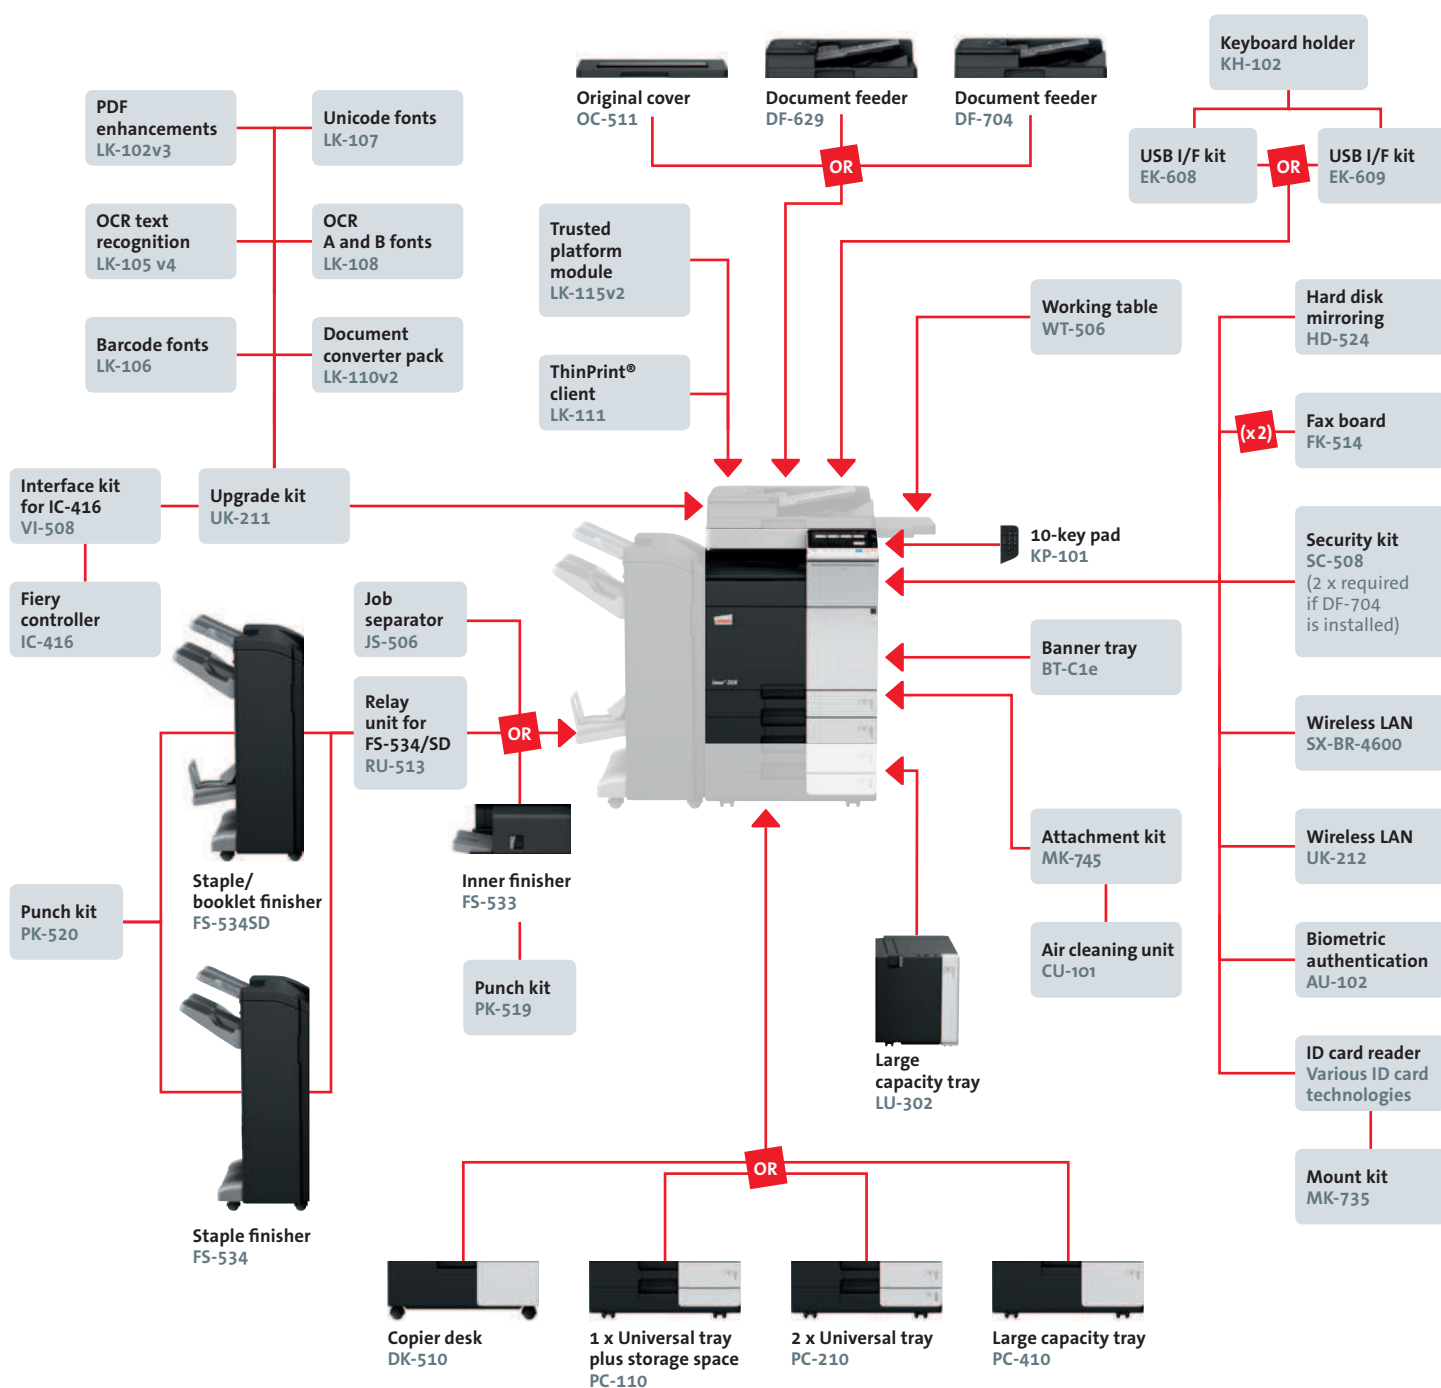 Original cover
OC-511
Document feeder
DF-629
Document feeder
DF-704
Keyboard holder
KH-102
PDF
enhancements
LK-102v3
Unicode fonts
LK-107
OR
USB I/F kit
EK-608
OR
USB I/F kit
EK-609
OCR text
recognition
LK-105 v4
OCR
A and B fonts
LK-108
Trusted
platform
module
LK-115v2
Working table
WT-506
Hard disk
mirroring
HD-524
Barcode fonts
LK-106
Document
converter pack
LK-110v2
ThinPrint®
client
LK-111
(x2)
Fax board
FK-514
Interface kit
for IC-416
VI-508
Upgrade kit
UK-211
10-key pad
KP-101
Security kit
SC-508
(2 x required
if DF-704
is installed)
Fiery
controller
IC-416
Job
separator
JS-506
Banner tray
BT-C1e
Relay
unit for
FS-534/SD
RU-513
OR
Wireless LAN
SX-BR-4600
Attachment kit
MK-745
Wireless LAN
UK-212
Staple/
booklet finisher
FS-534SD
Inner finisher
FS-533
Punch kit
PK-520
Air cleaning unit
CU-101
Biometric
authentication
AU-102
Punch kit
PK-519
Large
capacity tray
LU-302
ID card reader
Various ID card
technologies
OR
Mount kit
MK-735
Staple finisher
FS-534
Copier desk
DK-510
1 x Universal tray
plus storage space
PC-110
2 x Universal tray
PC-210
Large capacity tray
PC-410